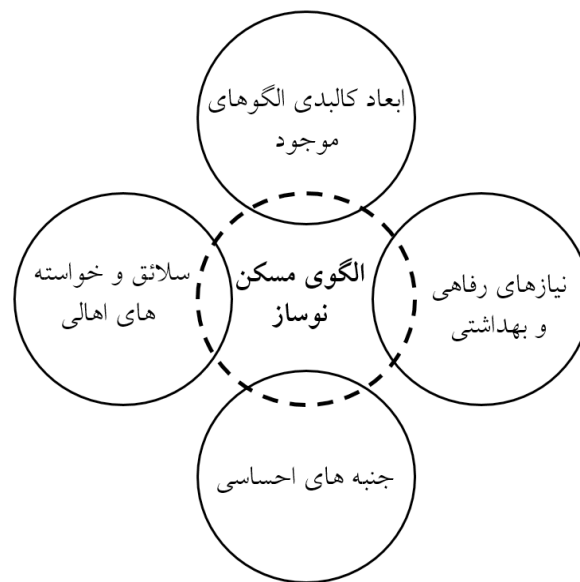 ابعاد کالبدی الگوهای
موجود
نیازهای رفاهی
و بهداشتی
الگوی مسکن
نوساز
سلائق و خواسته
های اهالی
جنبه های احساسی